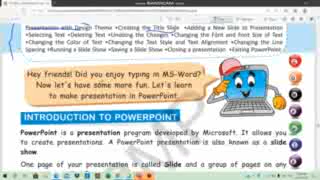 •Presentation with Design Theme •Creating the Title Slide •Adding a New Slide to Presentation
•Selecting Text •Deleting Text •Undoing the Changes •Changing the Font and Font Size of Text
•Changing the Color of Text •Changing the Text Style and Text Alignment •Changing the Line
Spacing •Running a Slide Show •Saving a Slide Show •Closing a presentation •Exiting PowerPoint
Hey friends! Did you enjoy typing in MS-Word?
Now let's have some more fun. Let's learn
to make presentation in PowerPoint.
INTRODUCTION TO POWERPOINT
PowerPoint is a presentation program developed by Microsoft. It allows you
to create presentations. A PowerPoint presentation is also known as a slide
show.
One page of your presentation is called Slide and a group of pages on any